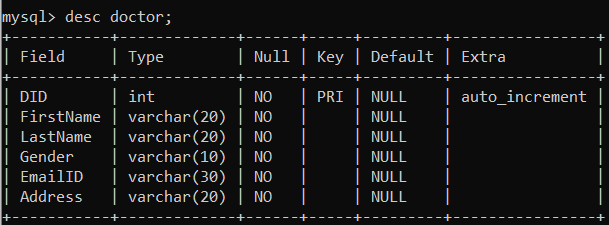 mysql> desc doctor;
+-----------+-------------+------+-----+---------+----------------+
| Field     | Type        | Null | Key | Default | Extra          |
+-----------+-------------+------+-----+---------+----------------+
| DID       | int         | NO   | PRI | NULL    | auto_increment |
| FirstName | varchar(20) | NO   |     | NULL    |                |
| LastName  | varchar(20) | NO   |     | NULL    |                |
| Gender    | varchar(10) | NO   |     | NULL    |                |
| EmailID   | varchar(30) | NO   |     | NULL    |                |
| Address   | varchar(20) | NO   |     | NULL    |                |
+-----------+-------------+------+-----+---------+----------------+